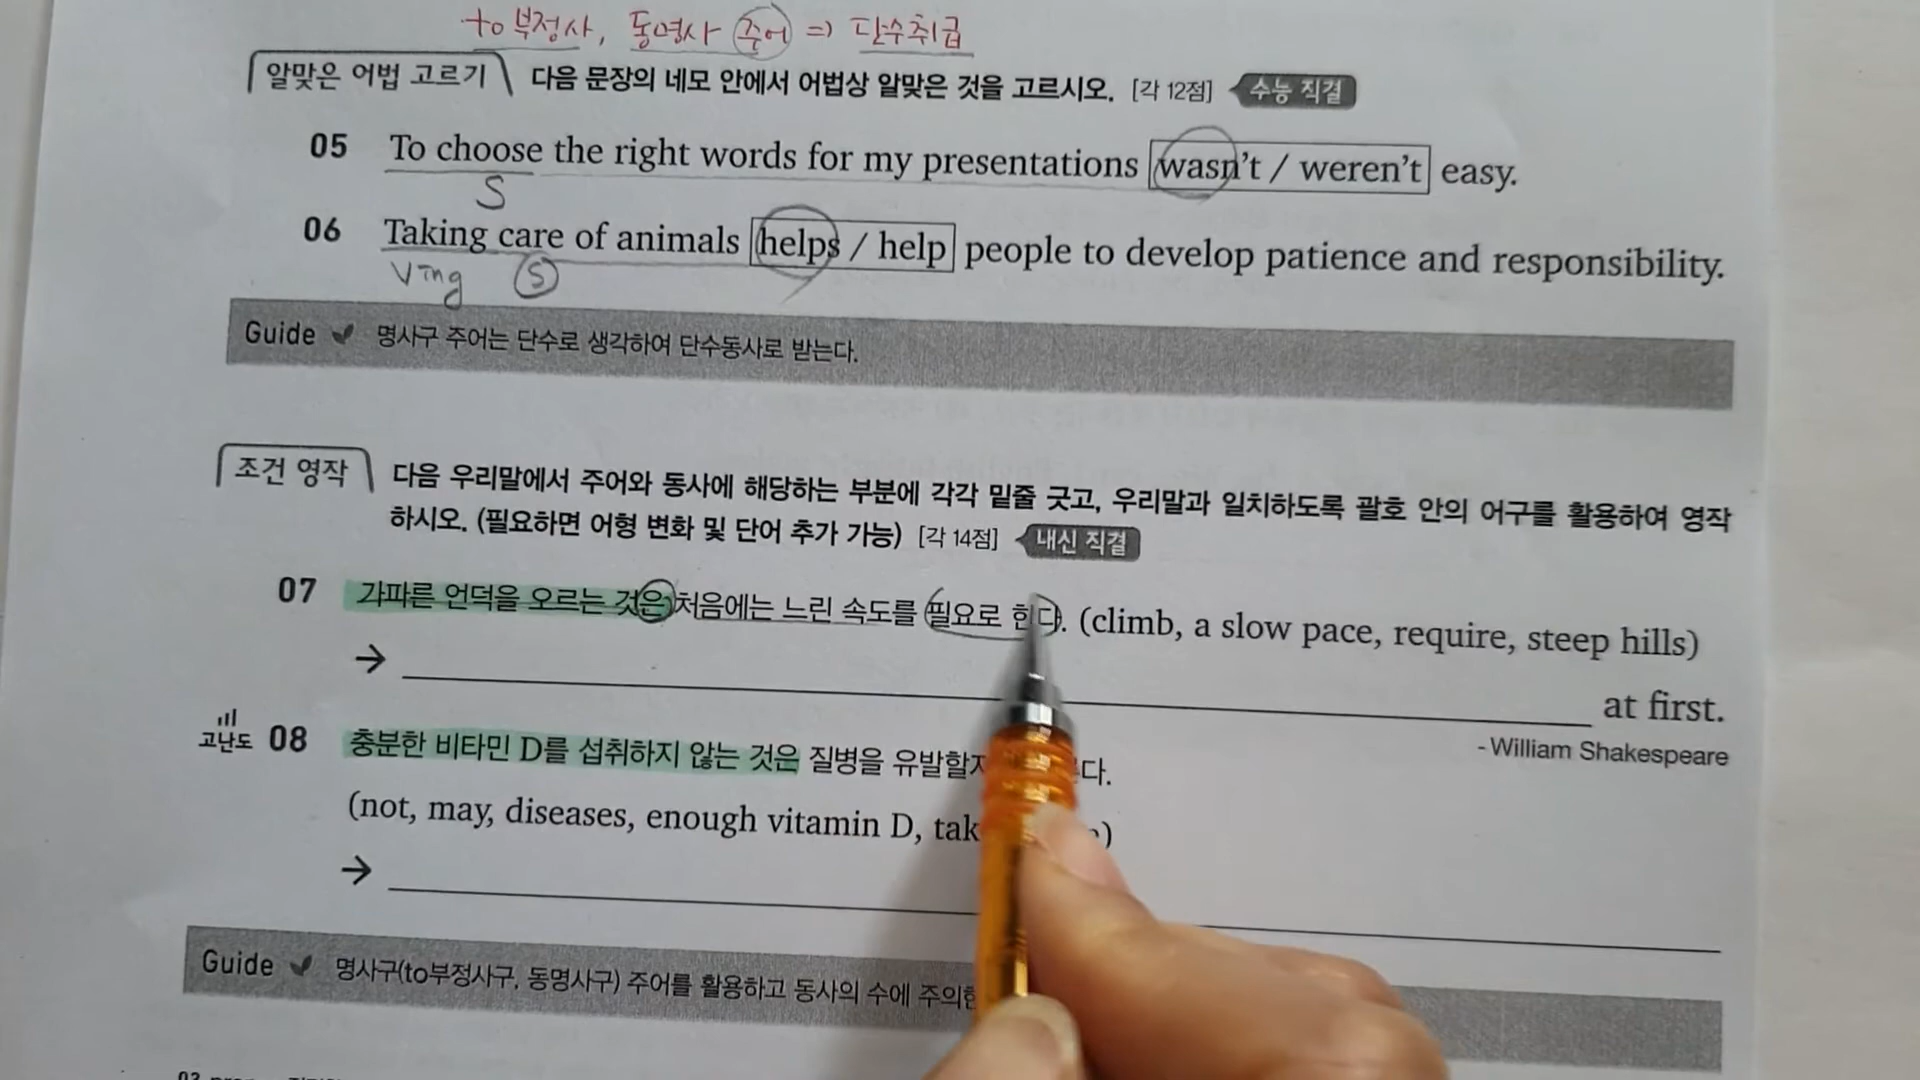 to 부정사, 동명사 주어 ⇒ 단수취급
알맞은 어법 고르기 다음 문장의 네모 안에서 어법상 알맞은 것을 고르시오. [각 12점] 수능 직결
05 To choose the right words for my presentations wasn't / weren't easy.
S
06 Taking care of animals helps / help people to develop patience and responsibility.
Ving S
Guide 명사구 주어는 단수로 생각하여 단수동사로 받는다.
조건 영작 다음 우리말에서 주어와 동사에 해당하는 부분에 각각 밑줄 긋고, 우리말과 일치하도록 괄호 안의 어구를 활용하여 영작
하시오. (필요하면 어형 변화 및 단어 추가 가능) [각 14점] 내신 직결
07 가파른 언덕을 오르는 것은 처음에는 느린 속도를 필요로 한다. (climb, a slow pace, require, steep hills)
→ at first.
- William Shakespeare
고난도 08 충분한 비타민 D를 섭취하지 않는 것은 질병을 유발할지
(not, may, diseases, enough vitamin D,
→
Guide 명사구(to부정사구, 동명사구) 주어를 활용하고 동사의 수에